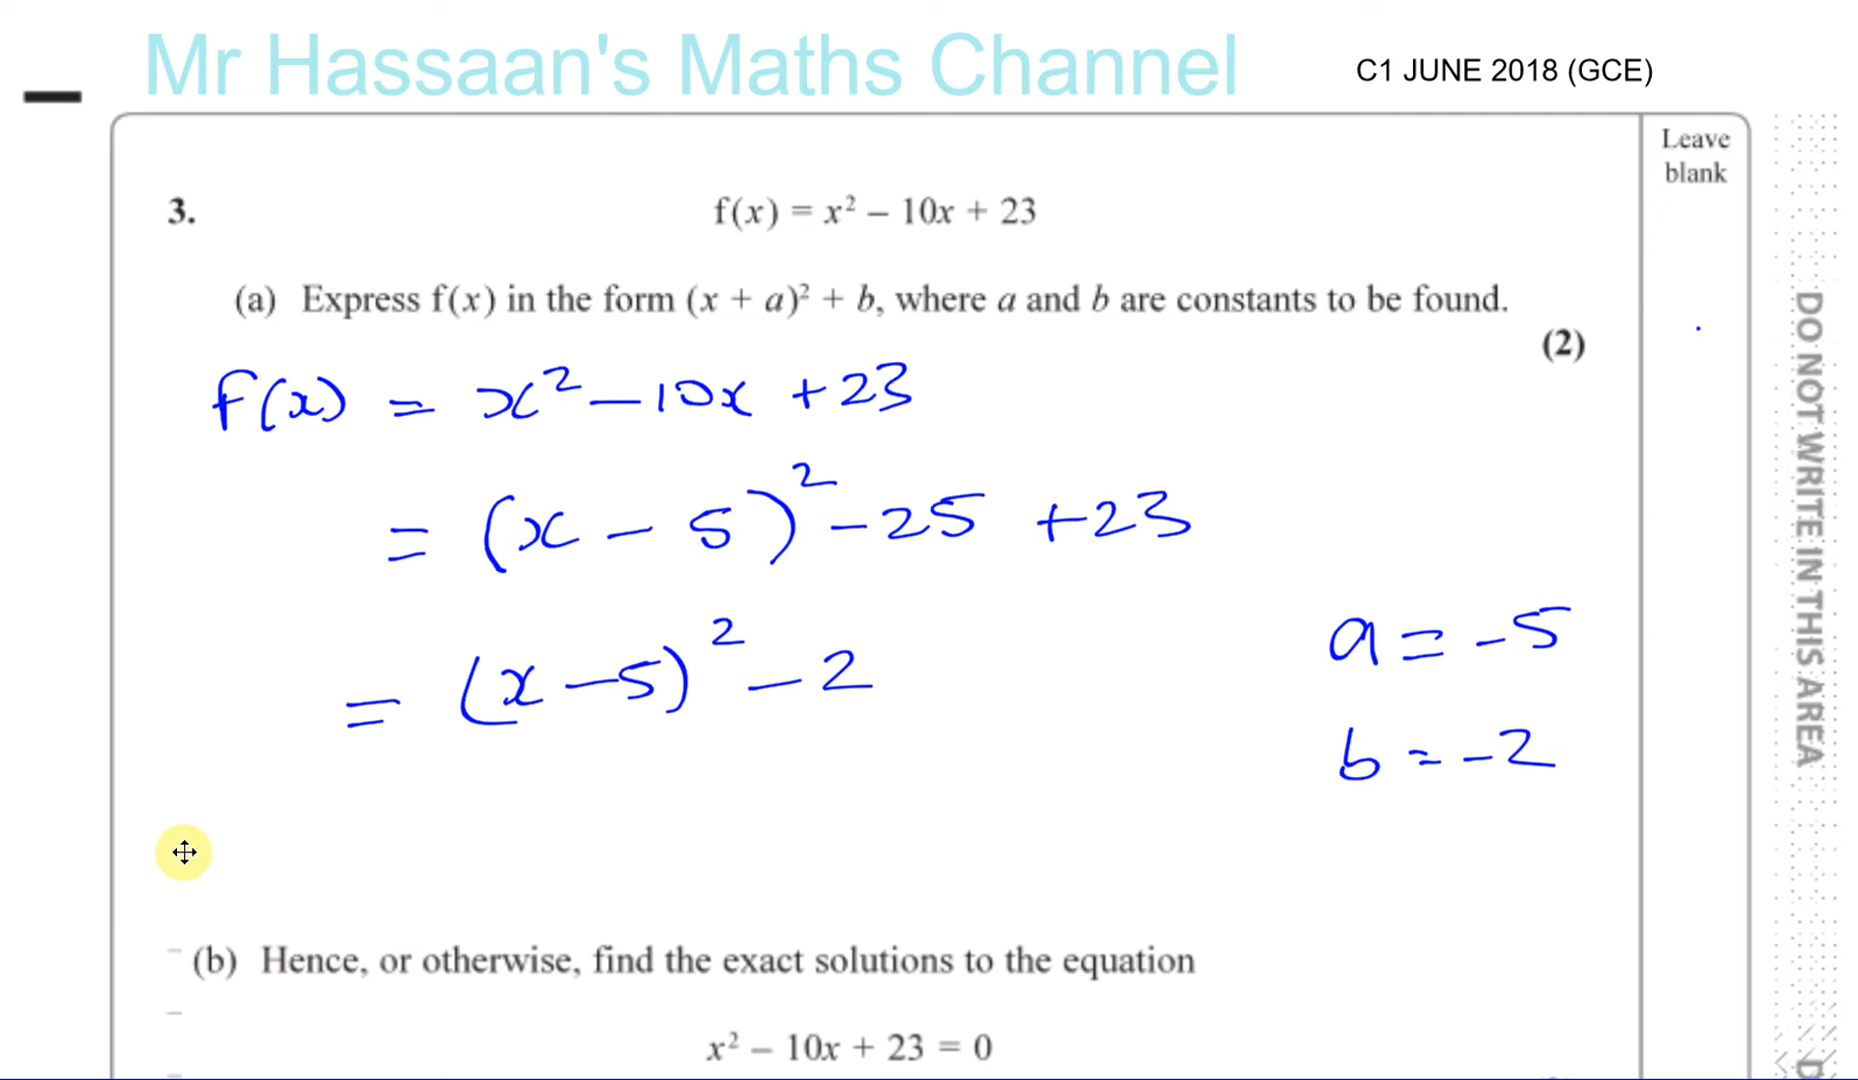 Mr Hassaan's Maths Channel
C1 JUNE 2018 (GCE)
Leave
blank
3.
f(x) = x² – 10x + 23
(a) Express f(x) in the form (x + a)² + b, where a and b are constants to be found.
(2)
f(x) = x² – 10x + 23
= (x – 5)² – 25 + 23
= (x – 5)² – 2
a = -5
b = -2
(b) Hence, or otherwise, find the exact solutions to the equation
x² – 10x + 23 = 0
DO NOT WRITE IN THIS AREA
D